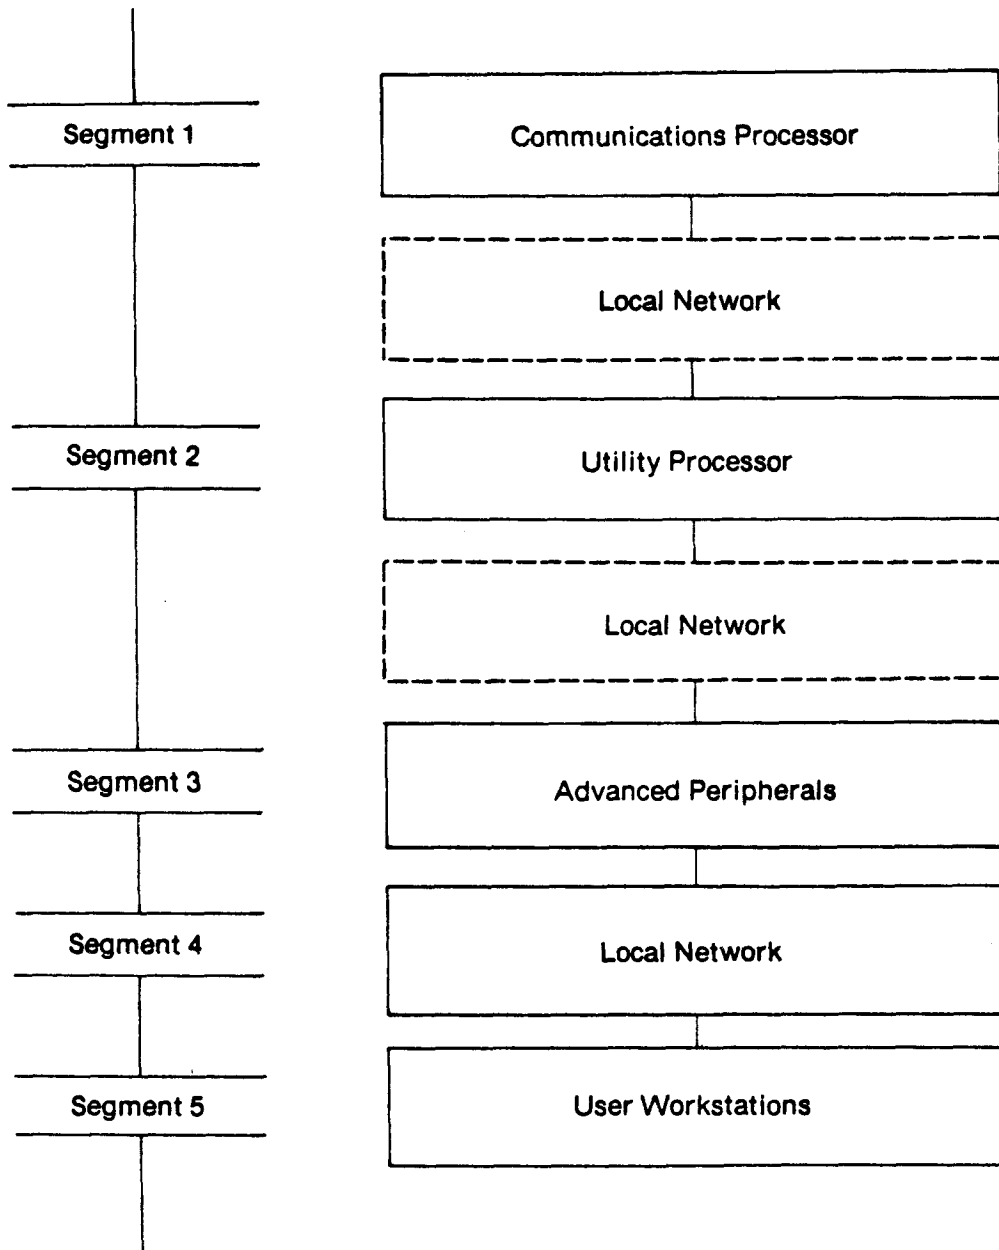 Segment 1
Communications Processor
Local Network
Segment 2
Utility Processor
Local Network
Segment 3
Advanced Peripherals
Segment 4
Local Network
Segment 5
User Workstations